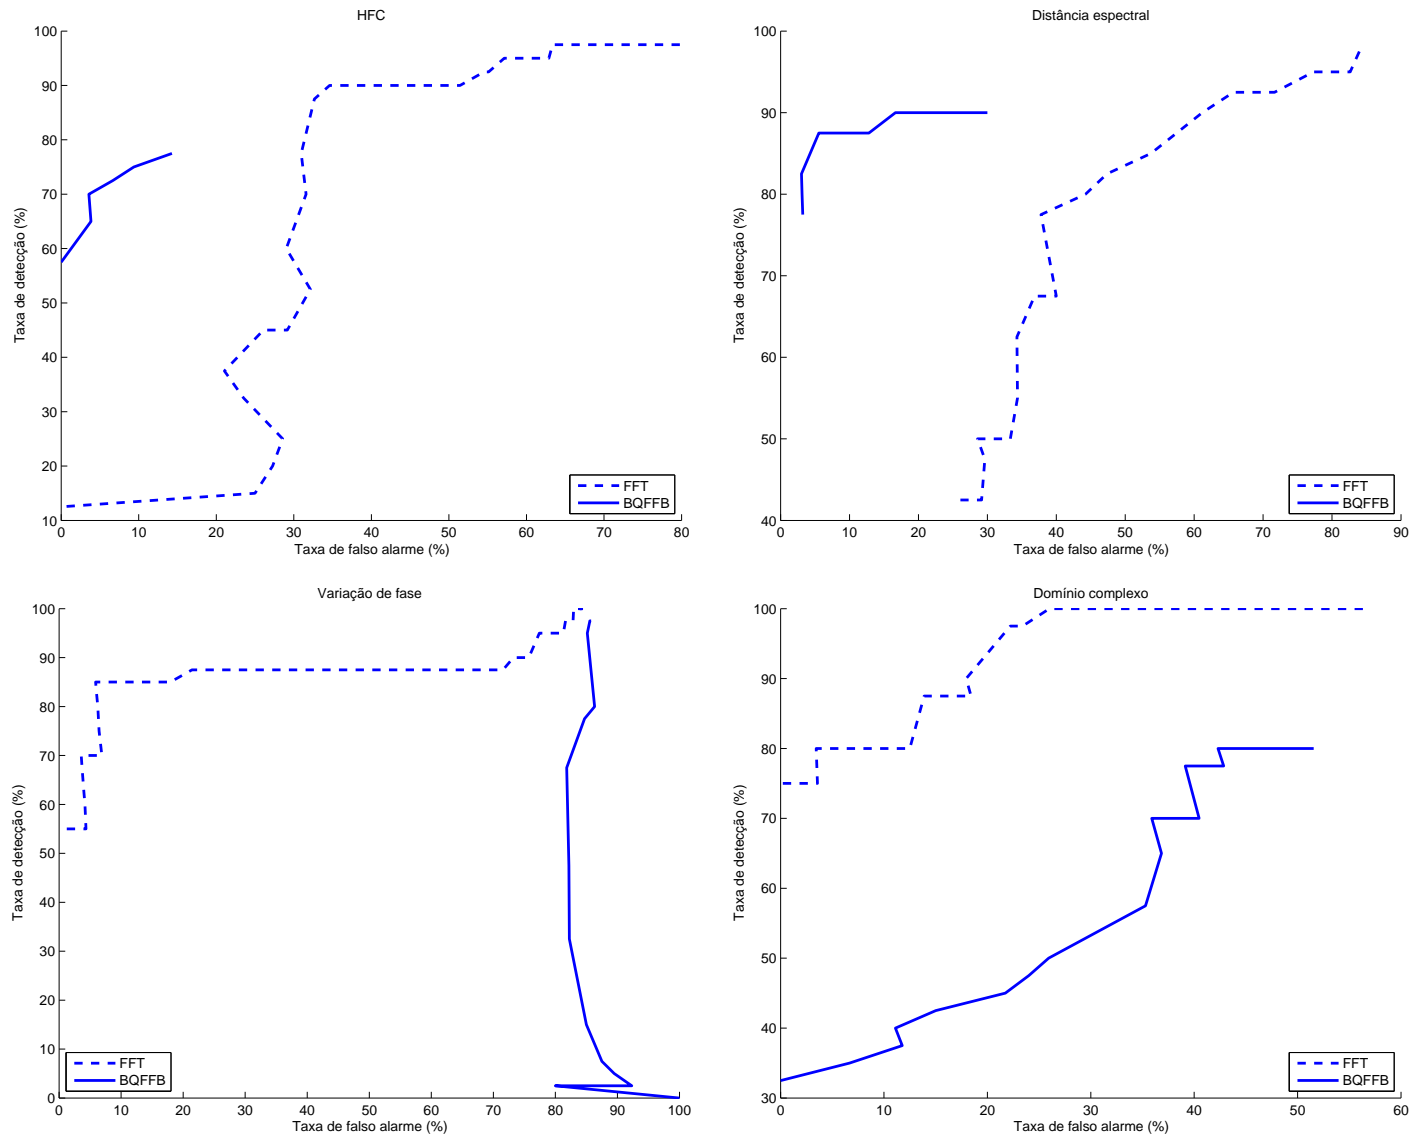 HFC
Taxa de detecção (%)
100
90
80
70
60
50
40
30
20
10
0 10 20 30 40 50 60 70 80
Taxa de falso alarme (%)
FFT
BQFFB
Distância espectral
Taxa de detecção (%)
100
90
80
70
60
50
40
0 10 20 30 40 50 60 70 80 90
Taxa de falso alarme (%)
FFT
BQFFB
Variação de fase
Taxa de detecção (%)
100
90
80
70
60
50
40
30
20
10
0
0 10 20 30 40 50 60 70 80 90 100
Taxa de falso alarme (%)
FFT
BQFFB
Domínio complexo
Taxa de detecção (%)
100
90
80
70
60
50
40
30
0 10 20 30 40 50 60
Taxa de falso alarme (%)
FFT
BQFFB